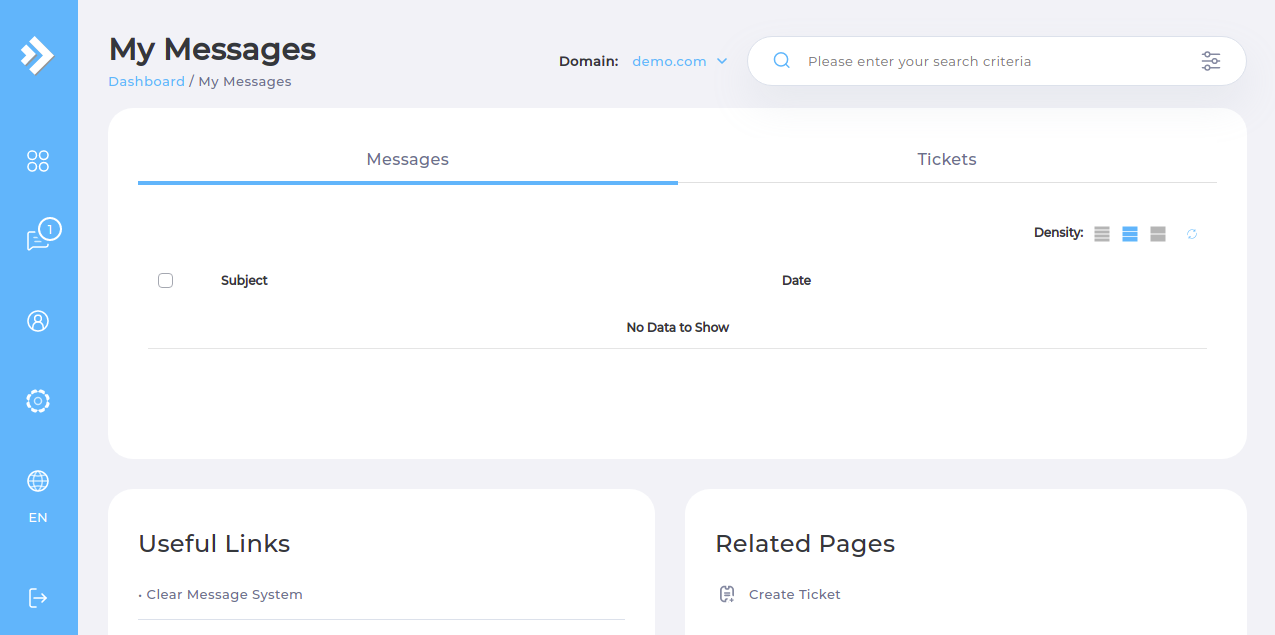 My Messages
Dashboard / My Messages
Domain: demo.com
Please enter your search criteria
1
EN
Messages
Tickets
Density:
Subject
Date
No Data to Show
Useful Links
• Clear Message System
Related Pages
Create Ticket